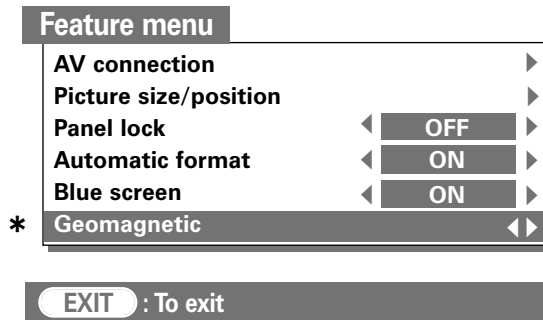 Feature menu
AV connection
Picture size/position
Panel lock OFF
Automatic format ON
Blue screen ON
* Geomagnetic
EXIT : To exit